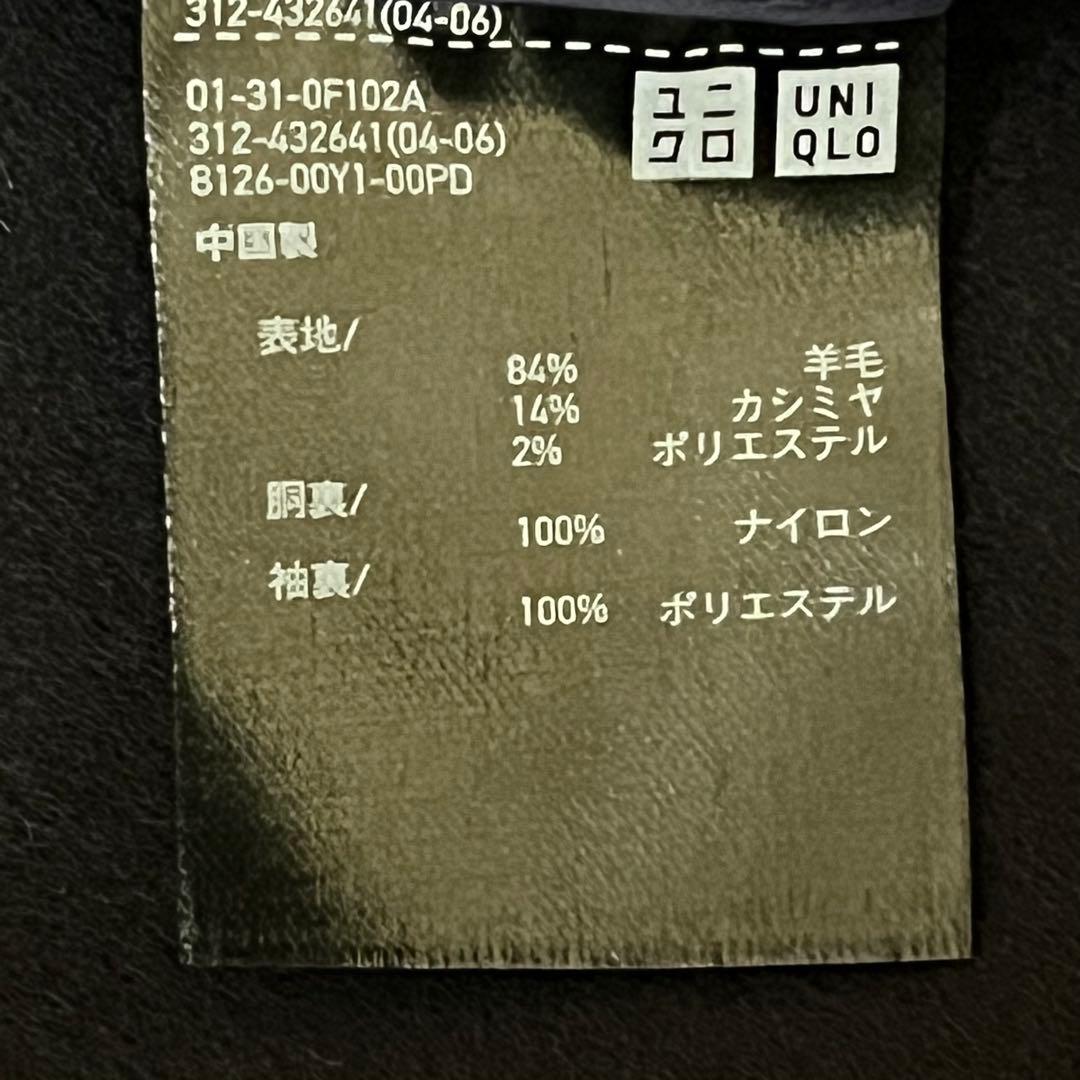 312-432641(04-06)
01-31-0F102A
312-432641(04-06)
8126-00Y1-00PD
ユニ
クロ
UNI
QLO
中国製
表地/
84% 羊毛
14% カシミヤ
2% ポリエステル
胴裏/
100% ナイロン
袖裏/
100% ポリエステル